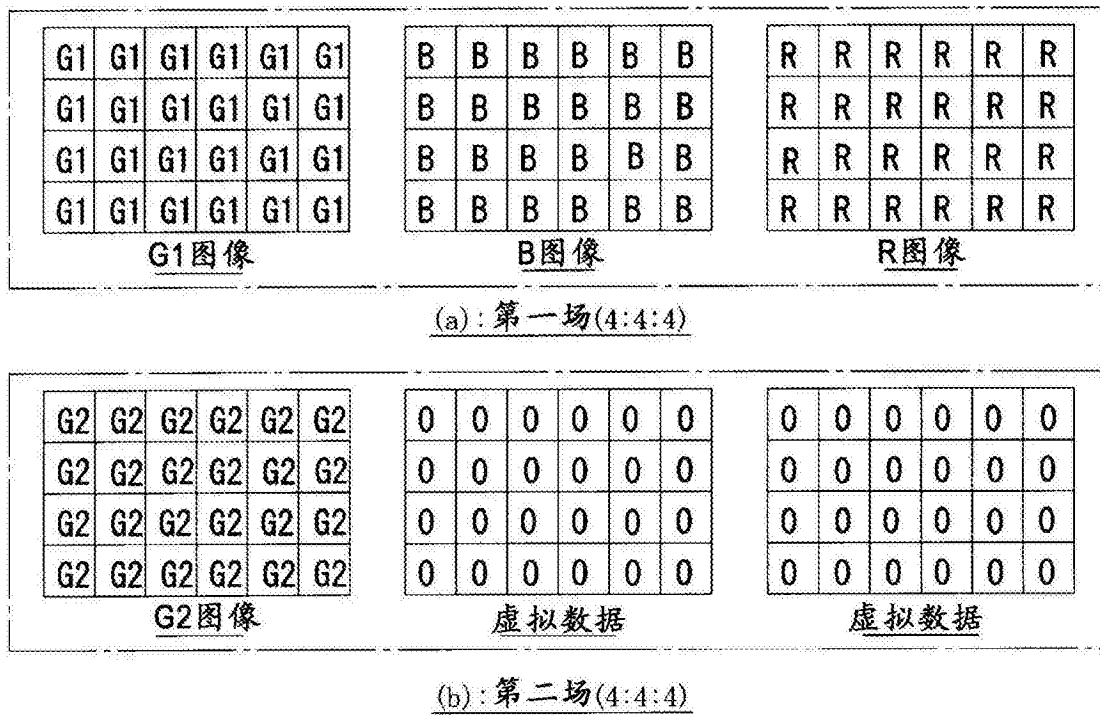 G1 G1 G1 G1 G1 G1 B B B B B B R R R R R R
G1 G1 G1 G1 G1 G1 B B B B B B R R R R R R
G1 G1 G1 G1 G1 G1 B B B B B B R R R R R R
G1 G1 G1 G1 G1 G1 B B B B B B R R R R R R
G1图像 B图像 R图像
(a):第一场(4:4:4)
G2 G2 G2 G2 G2 G2 0 0 0 0 0 0 0 0 0 0 0 0
G2 G2 G2 G2 G2 G2 0 0 0 0 0 0 0 0 0 0 0 0
G2 G2 G2 G2 G2 G2 0 0 0 0 0 0 0 0 0 0 0 0
G2 G2 G2 G2 G2 G2 0 0 0 0 0 0 0 0 0 0 0 0
G2图像 虚拟数据 虚拟数据
(b):第二场(4:4:4)